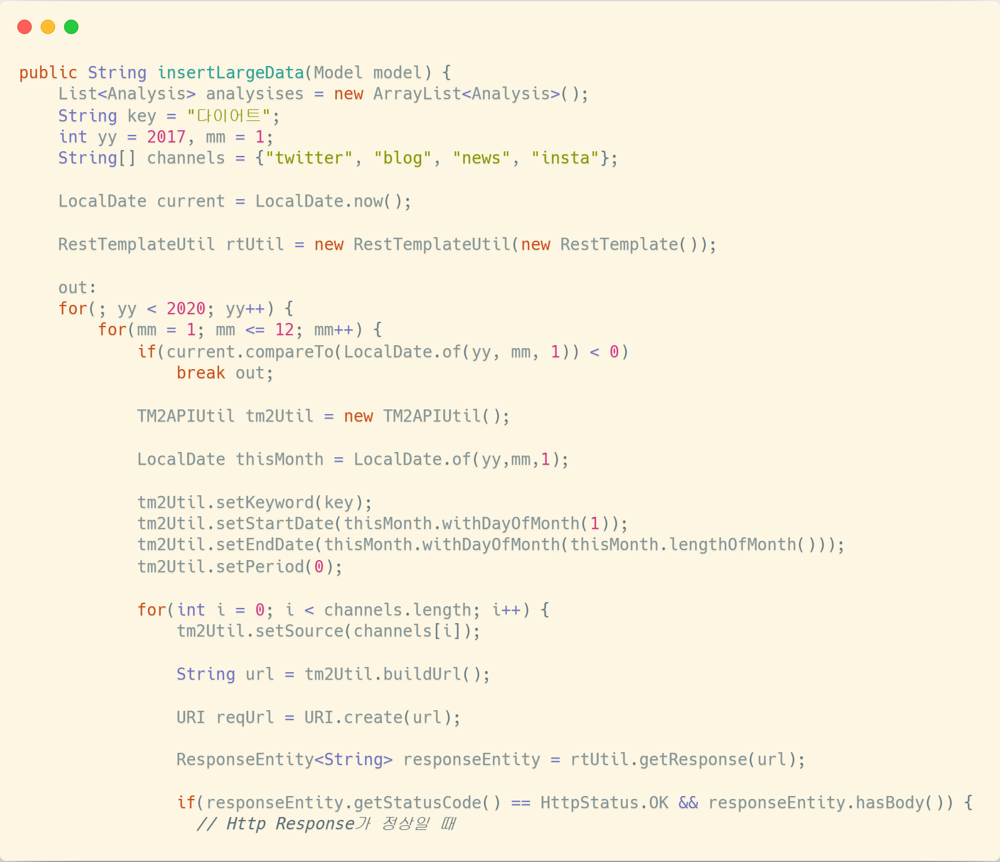 public String insertLargeData(Model model) {
    List<Analysis> analysises = new ArrayList<Analysis>();
    String key = "다이어트";
    int yy = 2017, mm = 1;
    String[] channels = {"twitter", "blog", "news", "insta"};

    LocalDate current = LocalDate.now();

    RestTemplateUtil rtUtil = new RestTemplateUtil(new RestTemplate());

    out:
    for(; yy < 2020; yy++) {
        for(mm = 1; mm <= 12; mm++) {
            if(current.compareTo(LocalDate.of(yy, mm, 1)) < 0)
                break out;

            TM2APIUtil tm2Util = new TM2APIUtil();

            LocalDate thisMonth = LocalDate.of(yy,mm,1);

            tm2Util.setKeyword(key);
            tm2Util.setStartDate(thisMonth.withDayOfMonth(1));
            tm2Util.setEndDate(thisMonth.withDayOfMonth(thisMonth.lengthOfMonth()));
            tm2Util.setPeriod(0);

            for(int i = 0; i < channels.length; i++) {
                tm2Util.setSource(channels[i]);

                String url = tm2Util.buildUrl();

                URI reqUrl = URI.create(url);

                ResponseEntity<String> responseEntity = rtUtil.getResponse(url);

                if(responseEntity.getStatusCode() == HttpStatus.OK && responseEntity.hasBody()) {
                  // Http Response가 정상일 때